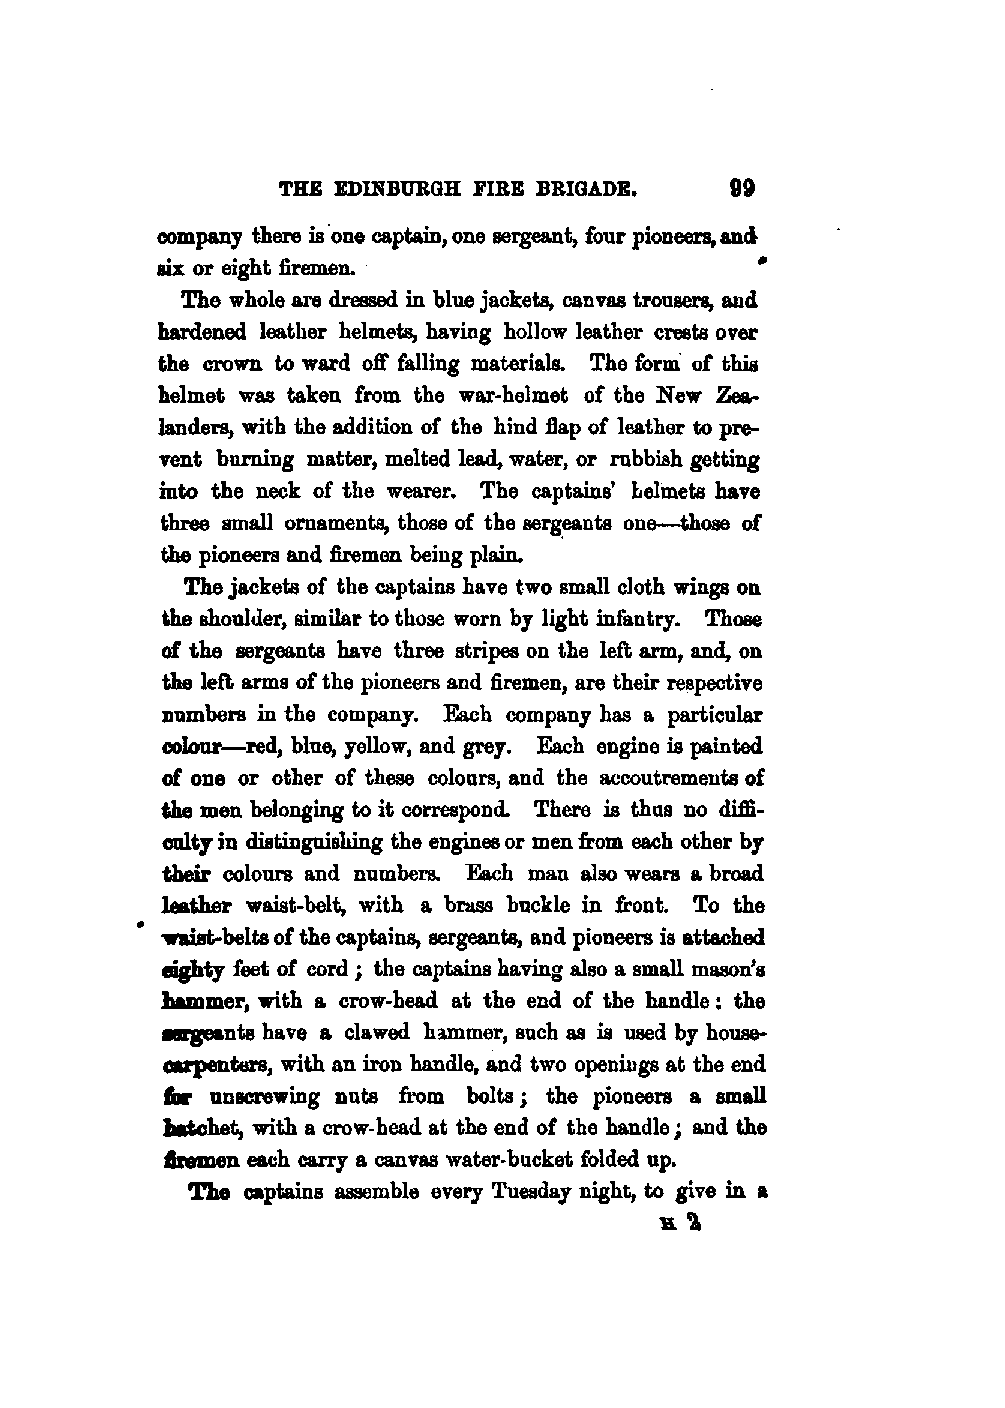 THE EDINBURGH FIRE BRIGADE. 99
company there is one captain, one sergeant, four pioneers, and
six or eight firemen.
The whole are dressed in blue jackets, canvas trousers, and
hardened leather helmets, having hollow leather crests over
the crown to ward off falling materials. The form of this
helmet was taken from the war-helmet of the New Zea-
landers, with the addition of the hind flap of leather to pre-
vent burning matter, melted lead, water, or rubbish getting
into the neck of the wearer. The captains' helmets have
three small ornaments, those of the sergeants one—those of
the pioneers and firemen being plain.
The jackets of the captains have two small cloth wings on
the shoulder, similar to those worn by light infantry. Those
of the sergeants have three stripes on the left arm, and, on
the left arms of the pioneers and firemen, are their respective
numbers in the company. Each company has a particular
colour—red, blue, yellow, and grey. Each engine is painted
of one or other of these colours, and the accoutrements of
the men belonging to it correspond. There is thus no diffi-
culty in distinguishing the engines or men from each other by
their colours and numbers. Each man also wears a broad
leather waist-belt, with a brass buckle in front. To the
waist-belts of the captains, sergeants, and pioneers is attached
eighty feet of cord; the captains having also a small mason's
hammer, with a crow-head at the end of the handle: the
sergeants have a clawed hammer, such as is used by house-
carpenters, with an iron handle, and two openings at the end
for unscrewing nuts from bolts; the pioneers a small
hatchet, with a crow-head at the end of the handle; and the
firemen each carry a canvas water-bucket folded up.
The captains assemble every Tuesday night, to give in a
H 2